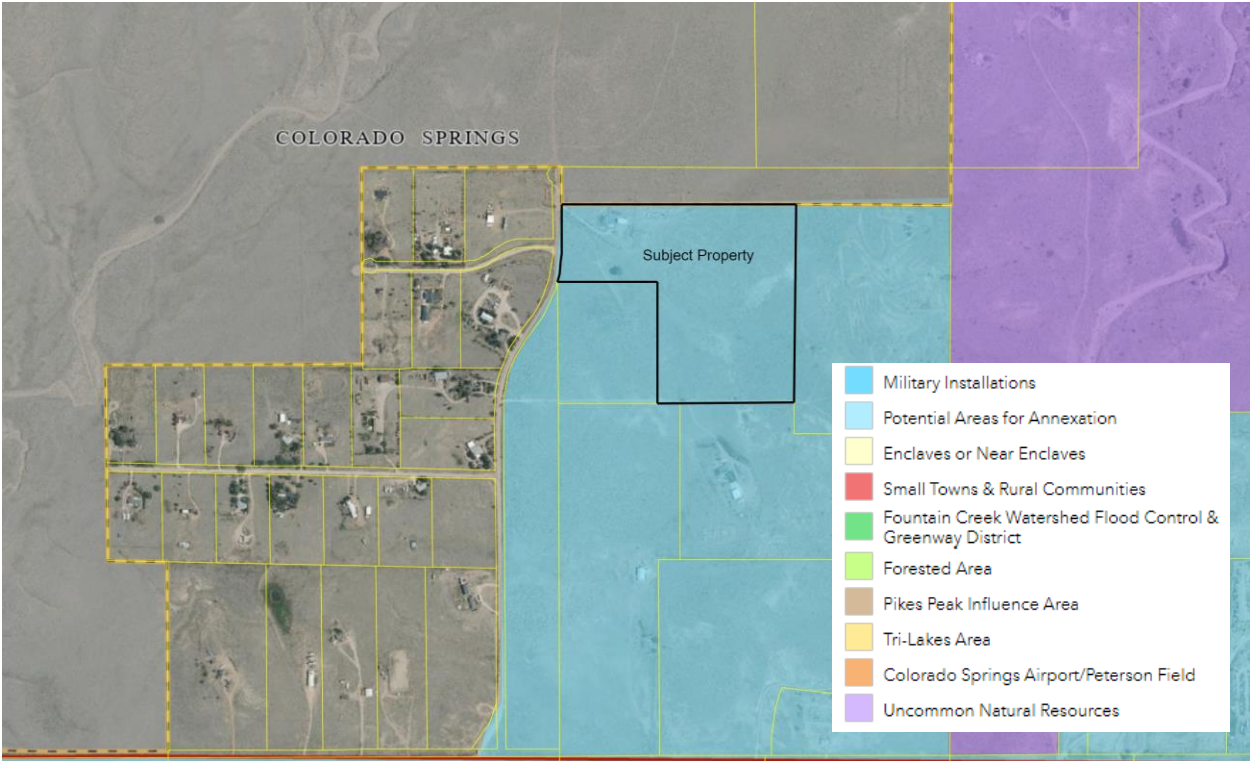 COLORADO SPRINGS
Subject Property
Military Installations
Potential Areas for Annexation
Enclaves or Near Enclaves
Small Towns & Rural Communities
Fountain Creek Watershed Flood Control &
Greenway District
Forested Area
Pikes Peak Influence Area
Tri-Lakes Area
Colorado Springs Airport/Peterson Field
Uncommon Natural Resources